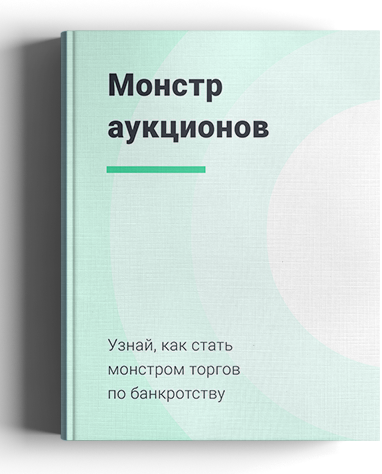 Монстр
аукционов
Узнай, как стать
монстром торгов
по банкротству